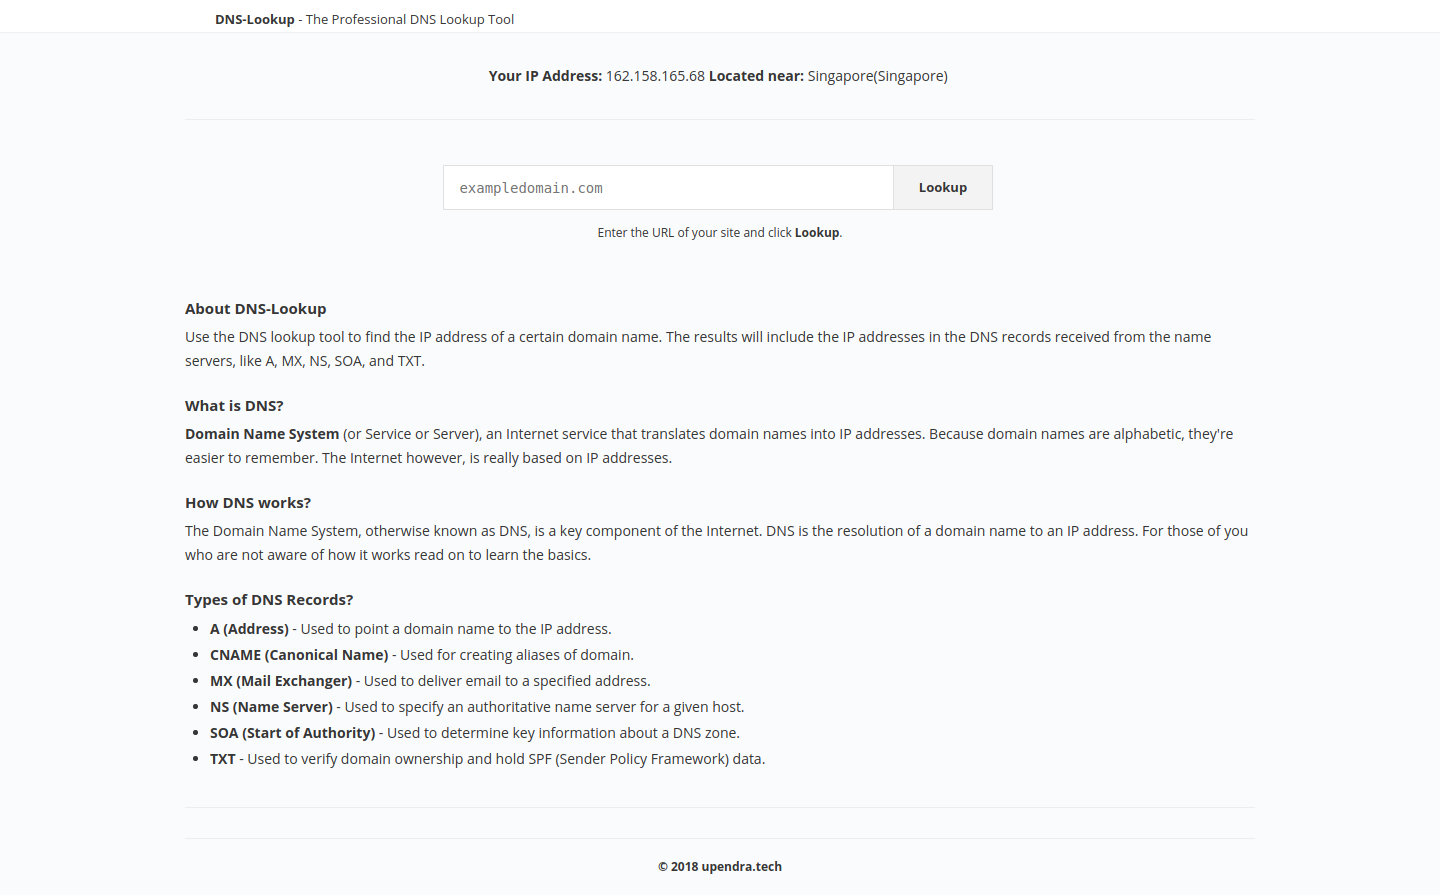 DNS-Lookup - The Professional DNS Lookup Tool
Your IP Address: 162.158.165.68 Located near: Singapore(Singapore)
exampledomain.com
Lookup
Enter the URL of your site and click Lookup.
About DNS-Lookup
Use the DNS lookup tool to find the IP address of a certain domain name. The results will include the IP addresses in the DNS records received from the name
servers, like A, MX, NS, SOA, and TXT.
What is DNS?
Domain Name System (or Service or Server), an Internet service that translates domain names into IP addresses. Because domain names are alphabetic, they're
easier to remember. The Internet however, is really based on IP addresses.
How DNS works?
The Domain Name System, otherwise known as DNS, is a key component of the Internet. DNS is the resolution of a domain name to an IP address. For those of you
who are not aware of how it works read on to learn the basics.
Types of DNS Records?
• A (Address) - Used to point a domain name to the IP address.
• CNAME (Canonical Name) - Used for creating aliases of domain.
• MX (Mail Exchanger) - Used to deliver email to a specified address.
• NS (Name Server) - Used to specify an authoritative name server for a given host.
• SOA (Start of Authority) - Used to determine key information about a DNS zone.
• TXT - Used to verify domain ownership and hold SPF (Sender Policy Framework) data.
© 2018 upendra.tech